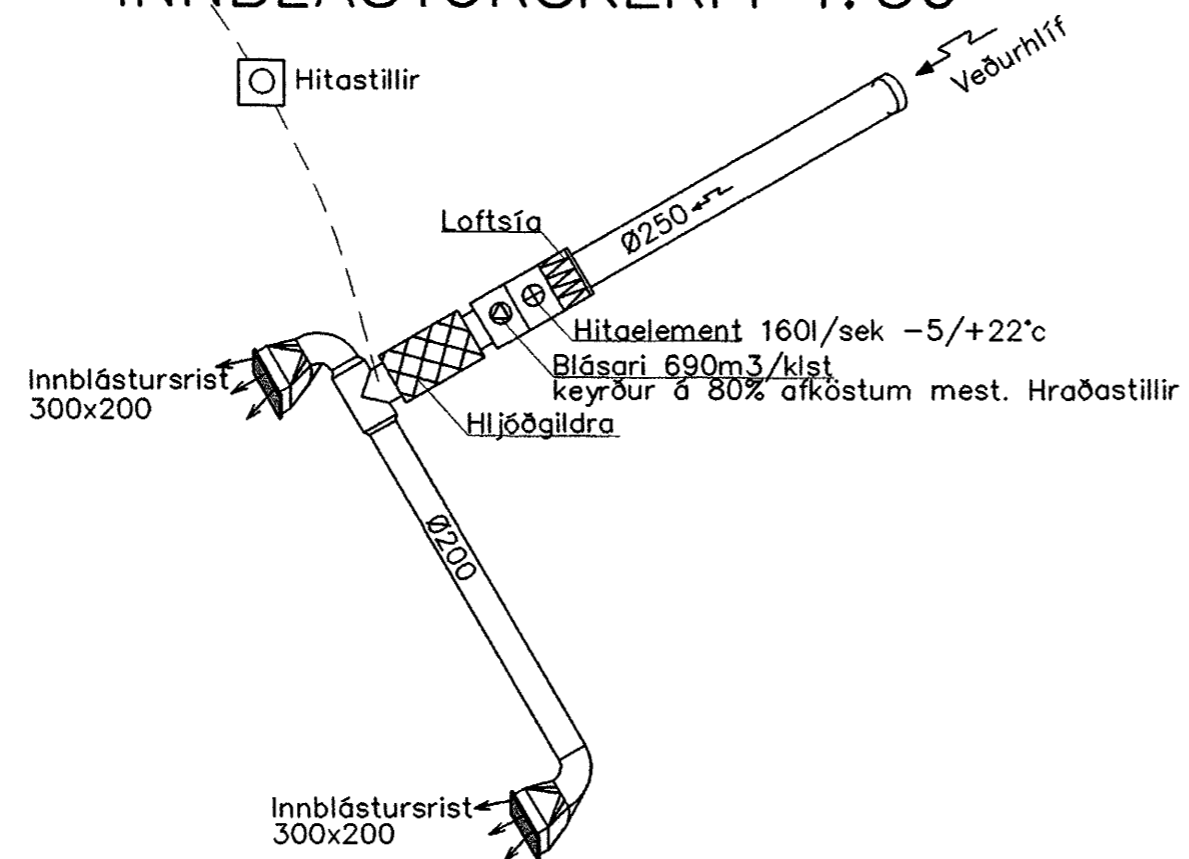 Hitastillir
Veðurhlíf
Loftsía
Ø250
Hitaelement 160l/sek -5/+22°c
Blásari 690m3/klst
keyrður á 80% afköstum mest. Hraðastillir
Innblástursrist
300x200
Hljóðgildra
Ø200
Innblástursrist
300x200